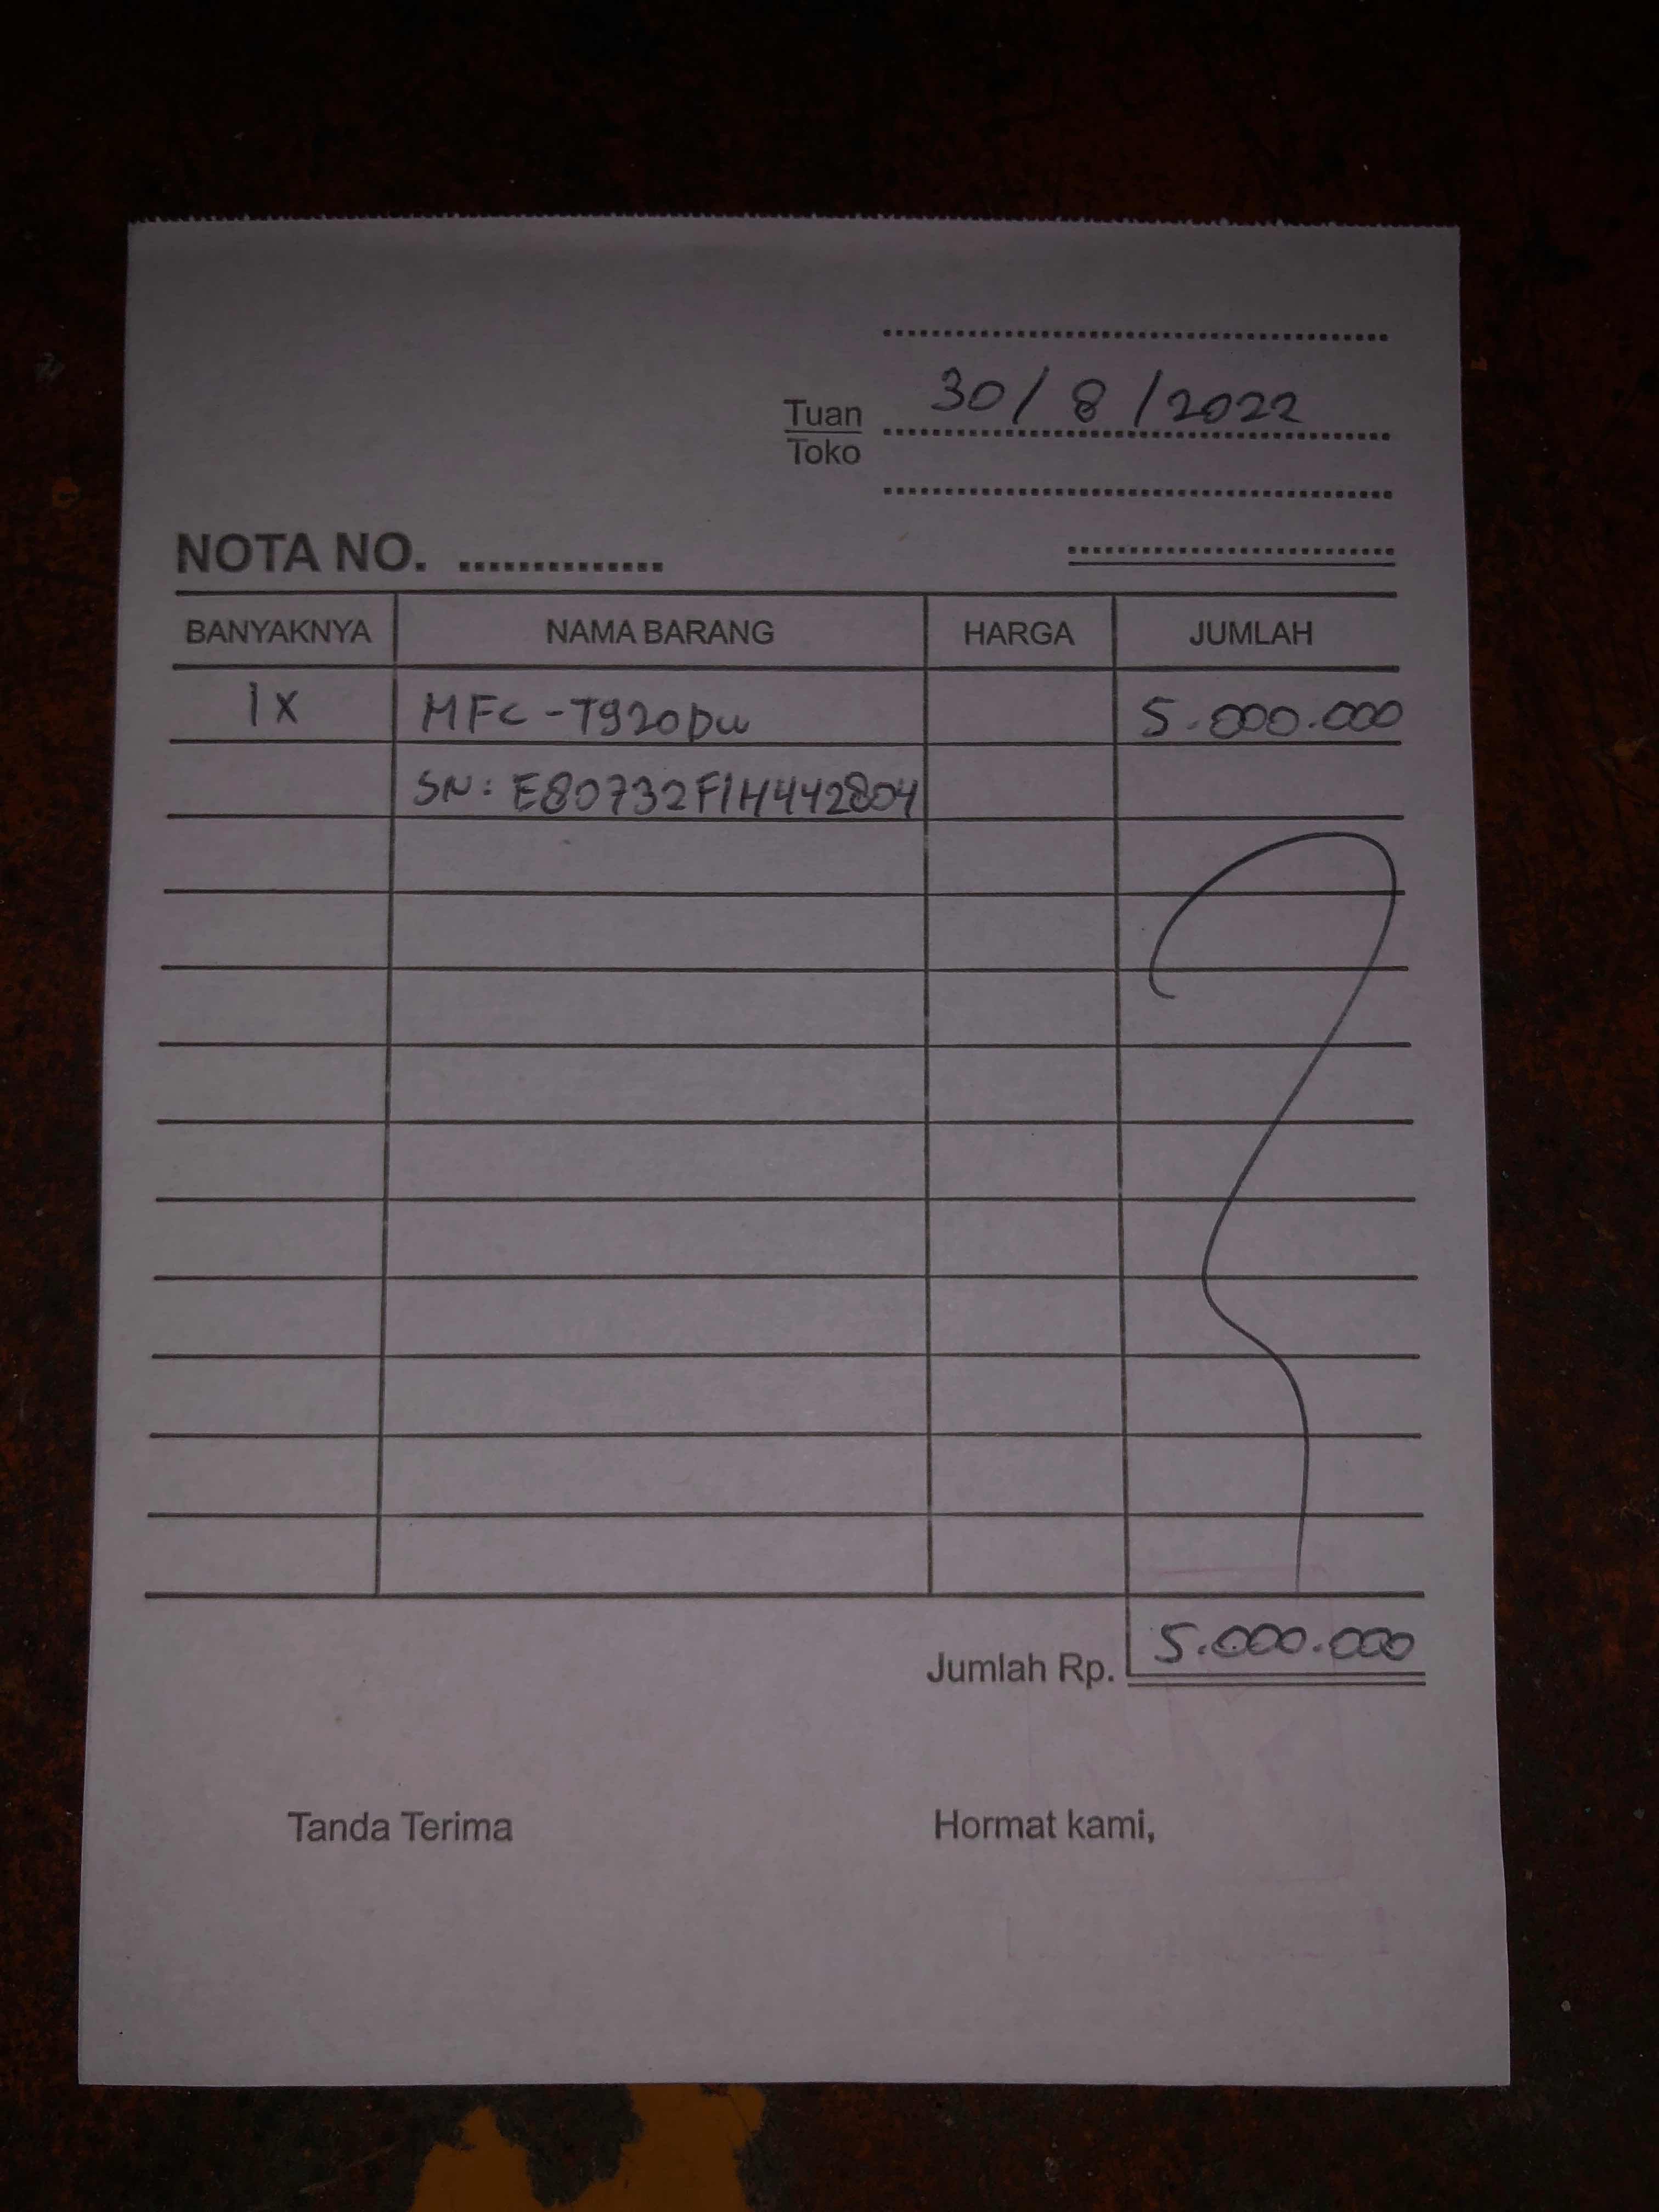 30/8/2022
Tuan
Toko
NOTA NO. ..............
BANYAKNYA NAMA BARANG HARGA JUMLAH
1x MFC-T920DW 5.000.000
SN: E80732F1H442804
Jumlah Rp. 5.000.000
Tanda Terima Hormat kami,